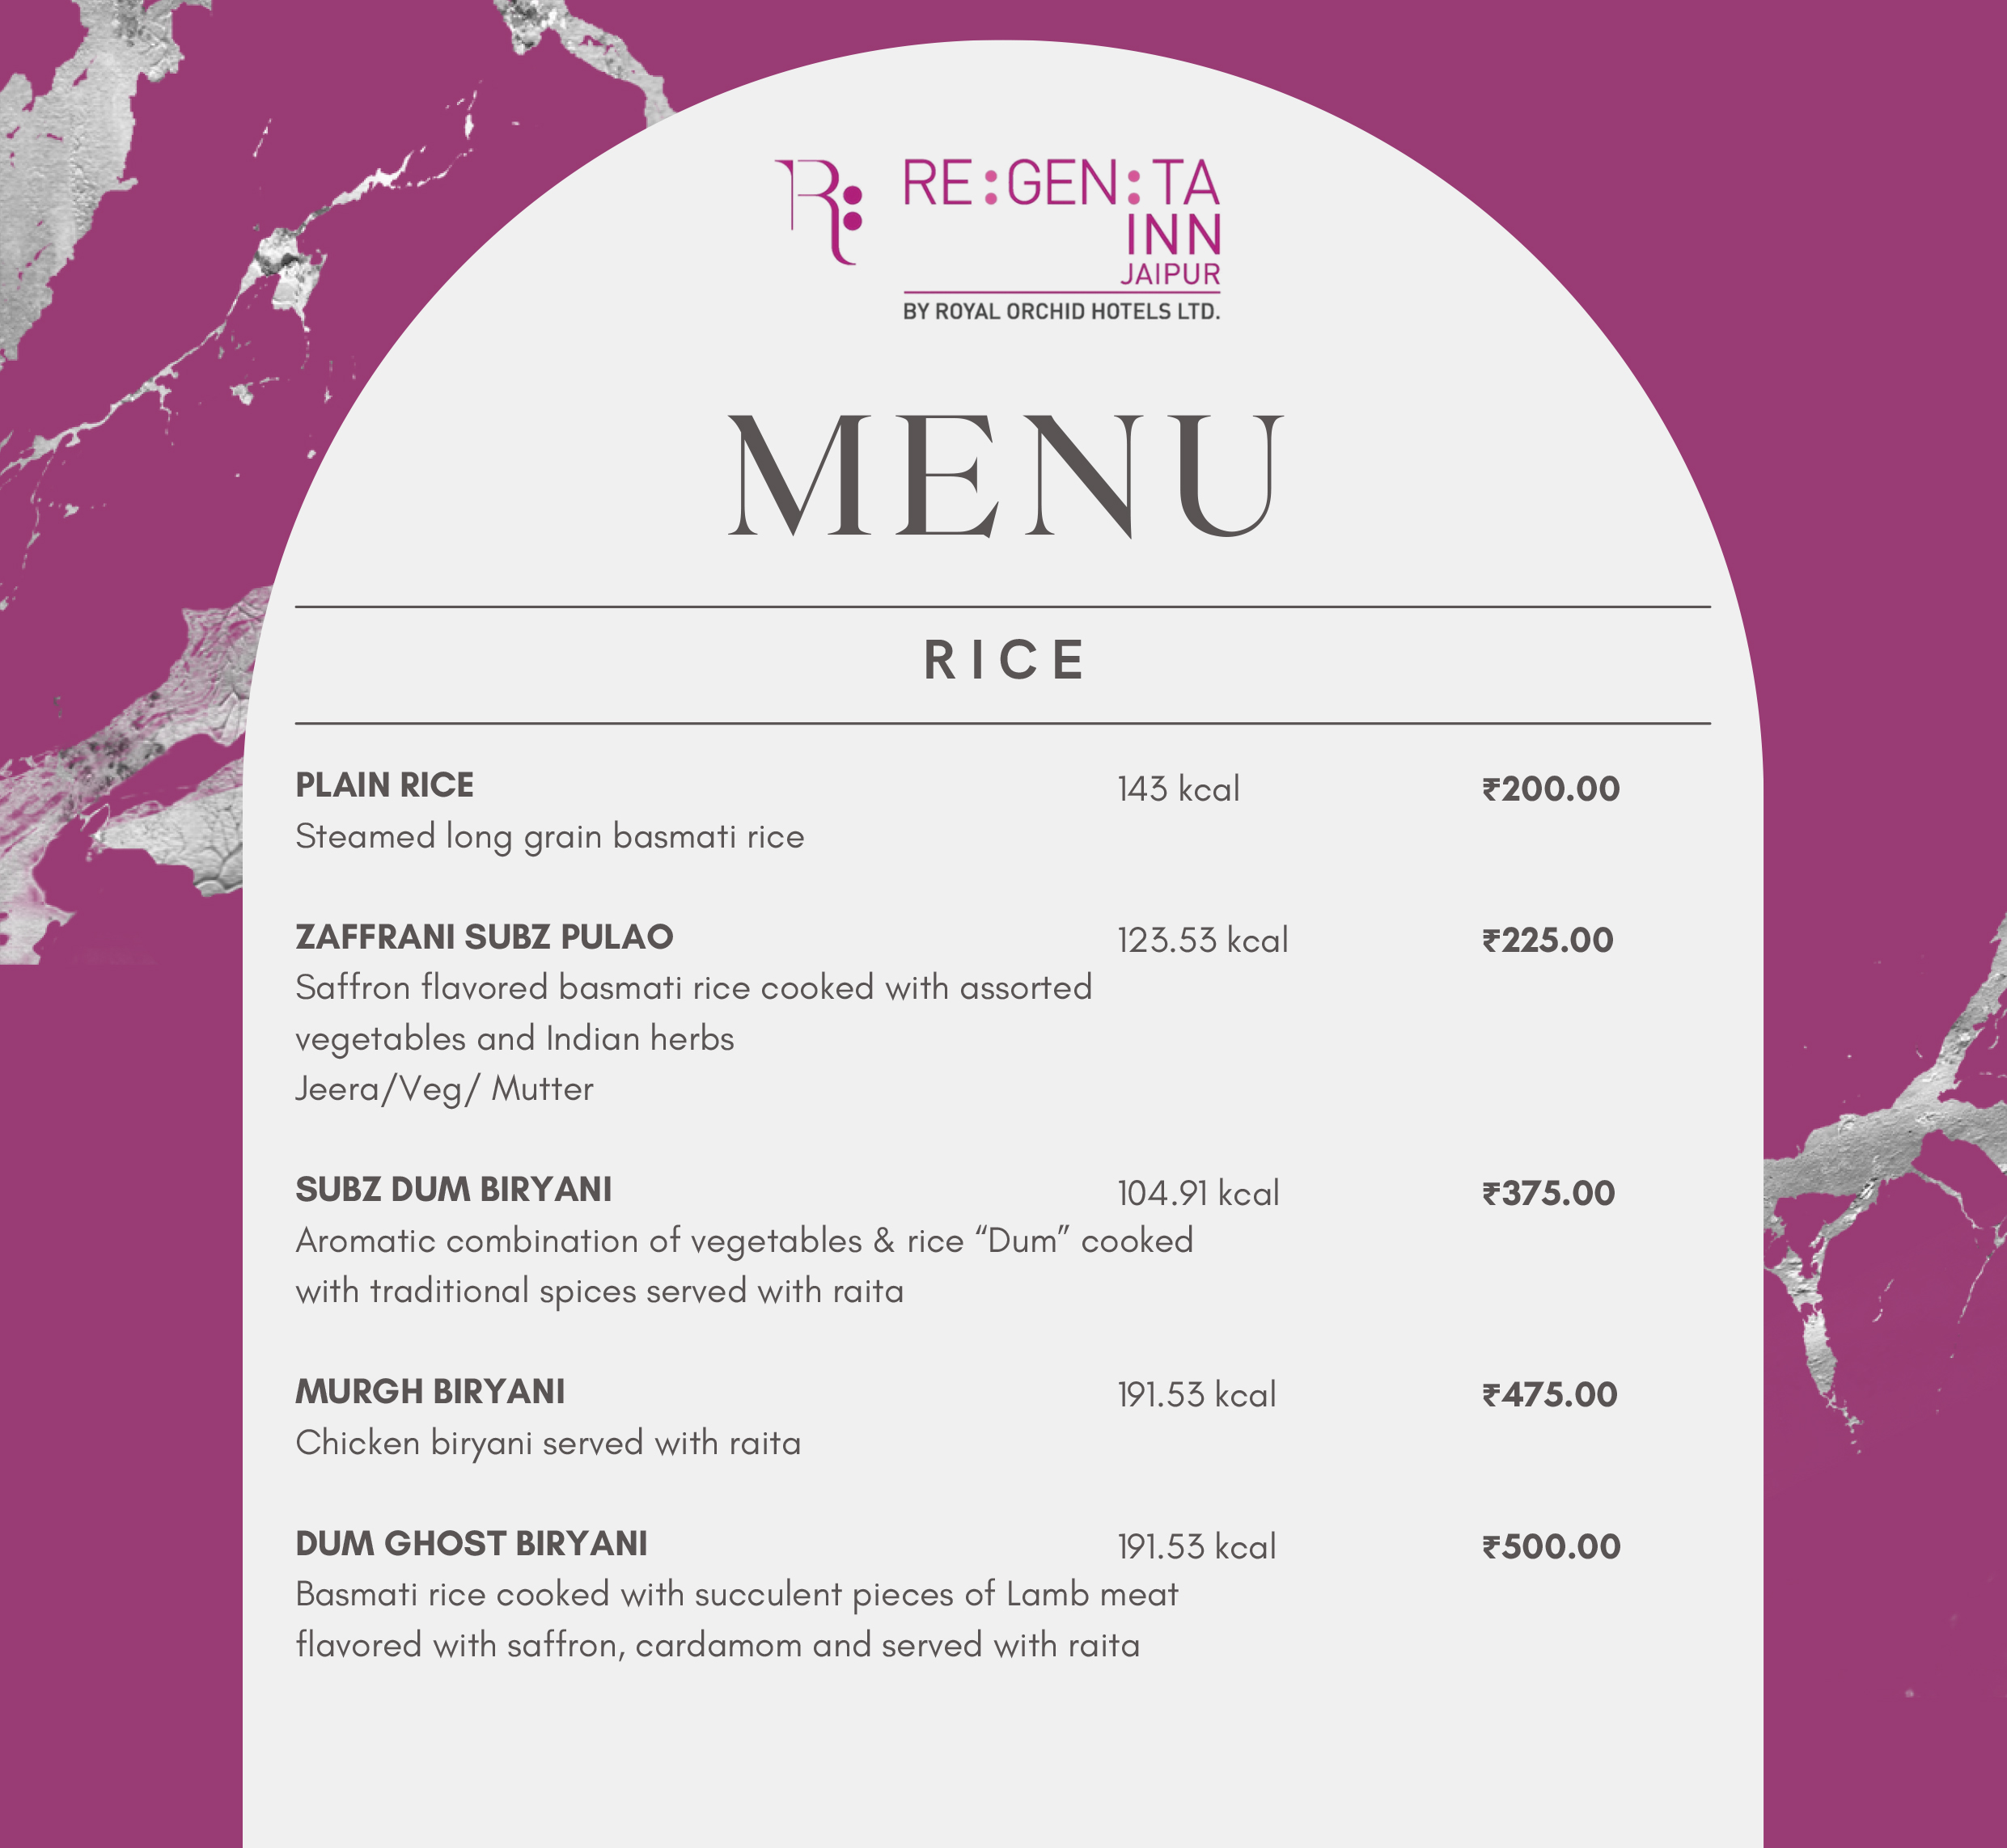 RE:GEN:TA
INN
JAIPUR
BY ROYAL ORCHID HOTELS LTD.
MENU
RICE
PLAIN RICE 143 kcal ₹200.00
Steamed long grain basmati rice
ZAFFRANI SUBZ PULAO 123.53 kcal ₹225.00
Saffron flavored basmati rice cooked with assorted
vegetables and Indian herbs
Jeera/Veg/ Mutter
SUBZ DUM BIRYANI 104.91 kcal ₹375.00
Aromatic combination of vegetables & rice “Dum” cooked
with traditional spices served with raita
MURGH BIRYANI 191.53 kcal ₹475.00
Chicken biryani served with raita
DUM GHOST BIRYANI 191.53 kcal ₹500.00
Basmati rice cooked with succulent pieces of Lamb meat
flavored with saffron, cardamom and served with raita